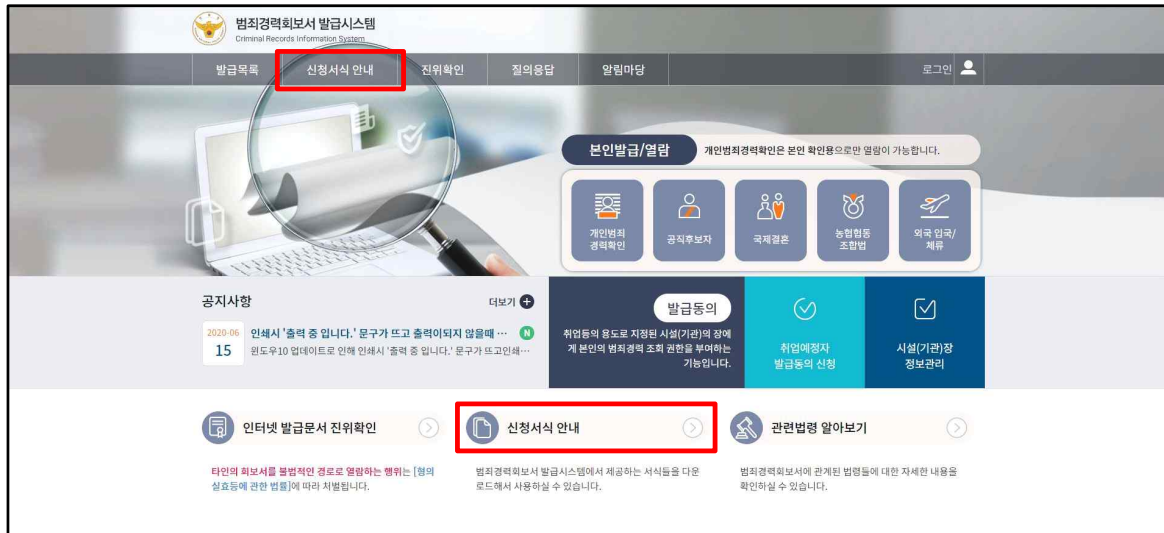 범죄경력회보서 발급시스템
Criminal Records Information System
발급목록 신청서식 안내 진위확인 질의응답 알림마당 로그인
본인발급/열람 개인범죄경력확인은 본인 확인용으로만 열람이 가능합니다.
개인범죄
경력확인
공직후보자
국제결혼
농협협동
조합법
외국 입국/
체류
공지사항 더보기
2020-06
15
인쇄시 '출력 중 입니다.' 문구가 뜨고 출력이되지 않을때 … N
윈도우10 업데이트로 인해 인쇄시 '출력 중 입니다.' 문구가 뜨고인쇄…
발급동의
취업등의 용도로 지정된 시설(기관)의 장에
게 본인의 범죄경력 조회 권한을 부여하는
기능입니다.
취업예정자
발급동의 신청
시설(기관)장
정보관리
인터넷 발급문서 진위확인
타인의 회보서를 불법적인 경로로 열람하는 행위는 [형의
실효등에 관한 법률]에 따라 처벌됩니다.
신청서식 안내
범죄경력회보서 발급시스템에서 제공하는 서식들을 다운
로드해서 사용하실 수 있습니다.
관련법령 알아보기
범죄경력회보서에 관계된 법령들에 대한 자세한 내용을
확인하실 수 있습니다.